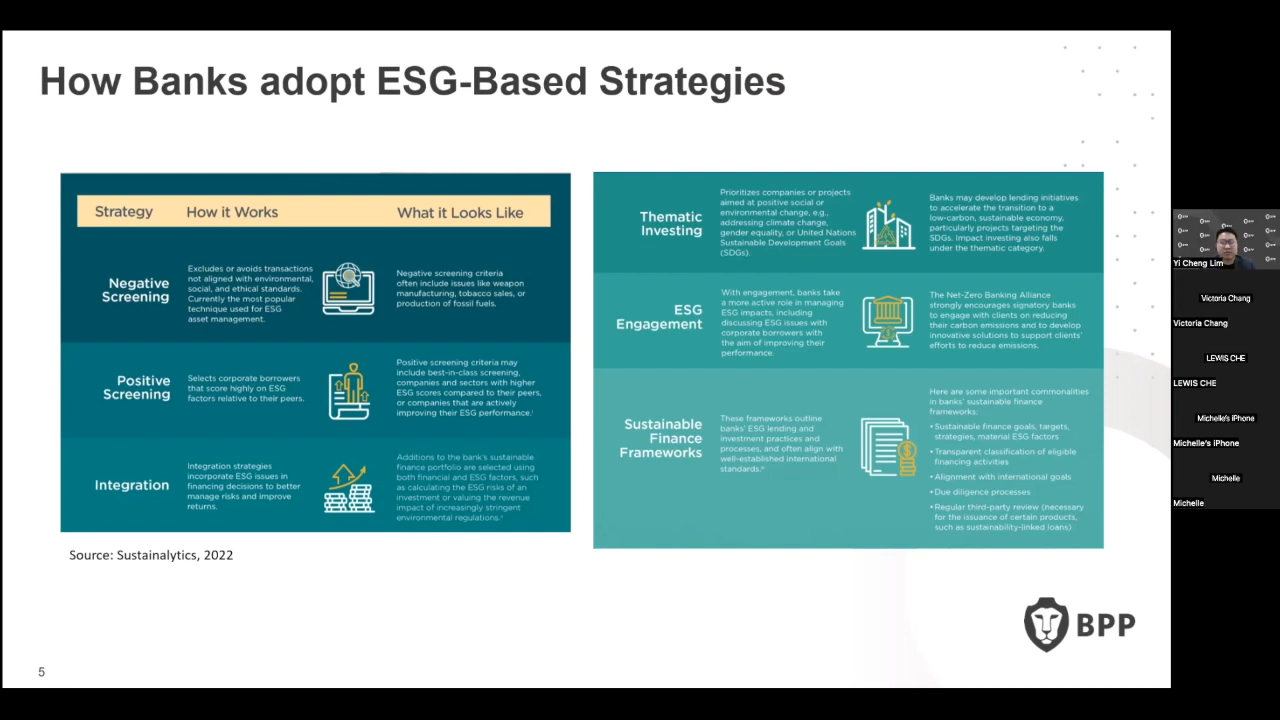 How Banks adopt ESG-Based Strategies
Strategy
How it Works
What it Looks Like
Negative
Screening
Excludes or avoids transactions
not aligned with environmental,
social, and ethical standards.
Currently the most popular
technique used for ESG
asset management.
Negative screening criteria
often include issues like weapon
manufacturing, tobacco sales, or
production of fossil fuels.
Positive
Screening
Selects corporate borrowers
that score highly on ESG
factors relative to their peers.
Positive screening criteria may
include best-in-class screening,
companies and sectors with higher
ESG scores compared to their peers,
or companies that are actively
improving their ESG performance.
Integration
Integration strategies
incorporate ESG issues in
financing decisions to better
manage risks and improve
returns.
Additions to the bank's sustainable
finance portfolio are selected using
both financial and ESG factors, such
as calculating the ESG risks of an
investment or valuing the revenue
impact of increasingly stringent
environmental regulations.
Source: Sustainalytics, 2022
Thematic
Investing
Prioritizes companies or projects
aimed at positive social or
environmental change, e.g.,
addressing climate change,
gender equality, or United Nations
Sustainable Development Goals
(SDGs).
Banks may develop lending initiatives
to accelerate the transition to a
low-carbon, sustainable economy,
particularly projects targeting the
SDGs. Impact investing also falls
under the thematic category.
ESG
Engagement
With engagement, banks take
a more active role in managing
ESG impacts, including
discussing ESG issues with
corporate borrowers with
the aim of improving their
performance.
The Net-Zero Banking Alliance
strongly encourages signatory banks
to engage with clients on reducing
their carbon emissions and to develop
innovative solutions to support clients'
efforts to reduce emissions.
Sustainable
Finance
Frameworks
These frameworks outline
banks' ESG lending and
investment practices and
processes, and often align with
well-established international
standards.
Here are some important commonalities
in banks' sustainable finance
frameworks:
• Sustainable finance goals, targets,
strategies, material ESG factors
• Transparent classification of eligible
financing activities
• Alignment with international goals
• Due diligence processes
• Regular third-party review (necessary
for the issuance of certain products,
such as sustainability-linked loans)
BPP
5
Yi Cheng Lim
Victoria Chang
Victoria Chang
LEWIS CHE
LEWIS CHE
Michelle's iPhone
Michelle's iPhone
Michelle
Michelle